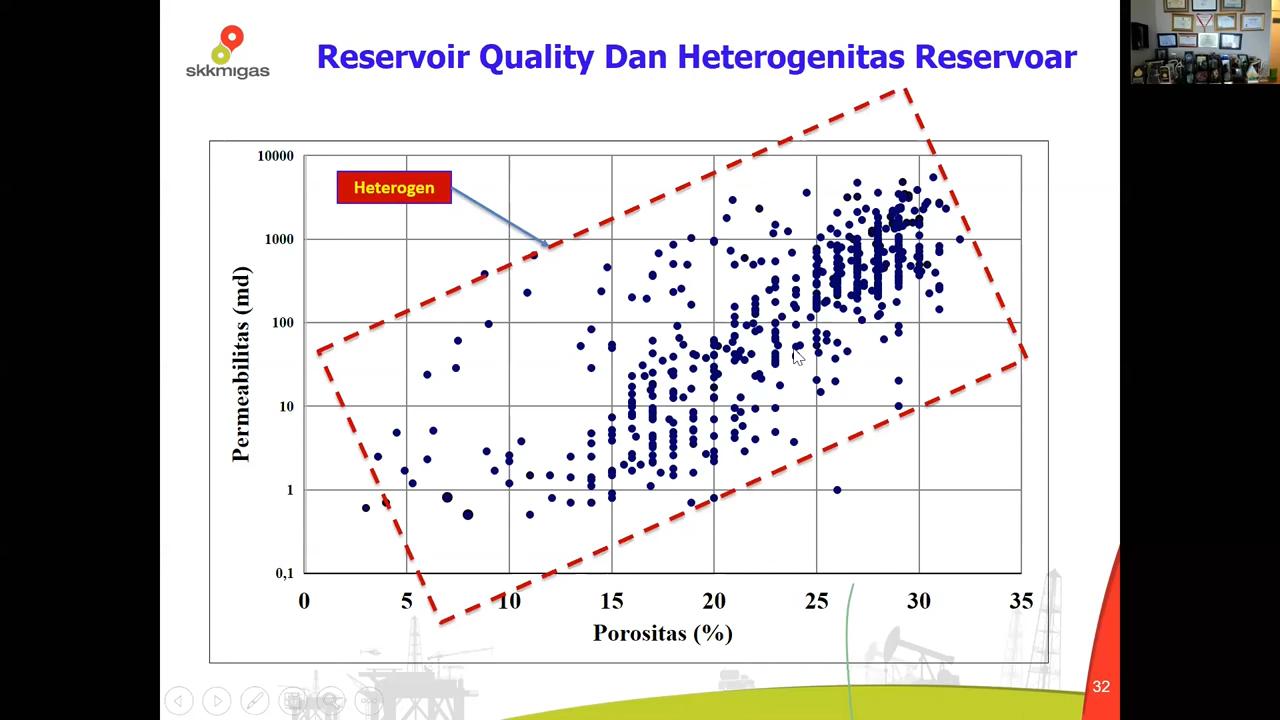 skkmigas
Reservoir Quality Dan Heterogenitas Reservoar
Heterogen
Permeabilitas (md)
10000
1000
100
10
1
0,1
0 5 10 15 20 25 30 35
Porositas (%)
32